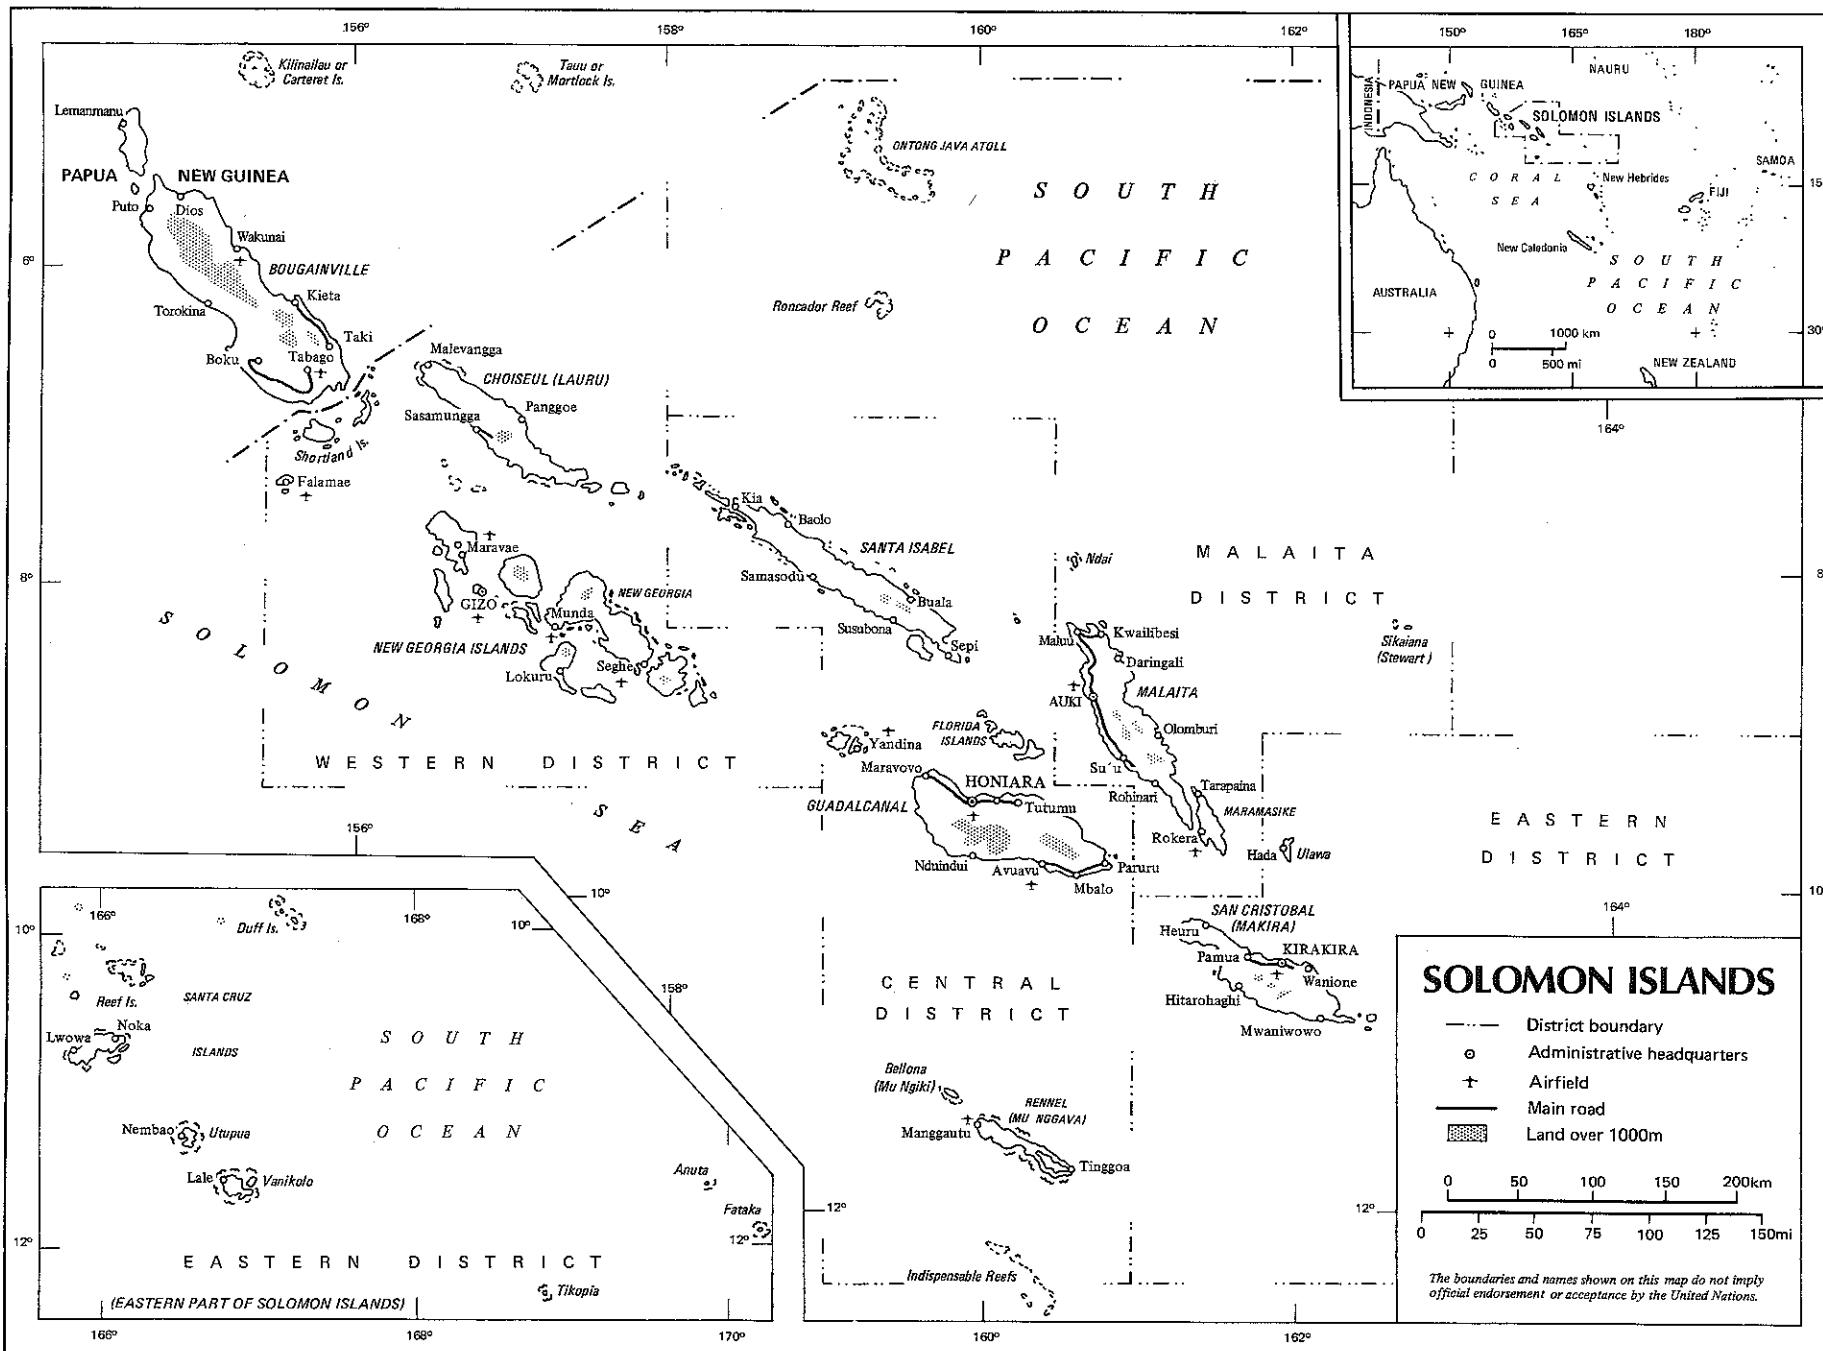 156°
158°
160°
162°
Kilinailau or
Carteret Is.
Tauu or
Mortlock Is.
Lemanmanu
PAPUA NEW GUINEA
Puto
Dios
Wakunai
6°
BOUGAINVILLE
Kieta
Torokina
Taki
Boku
Tabago
ONTONG JAVA ATOLL
SOUTH
PACIFIC
OCEAN
Roncador Reef
Malevangga
CHOISEUL (LAURU)
Panggoe
Sasamungga
Shortland Is.
Falamae
Kia
Baolo
Maravae
SANTA ISABEL
Ndai
MALAITA
DISTRICT
8°
8
Samasodu
GIZO
NEW GEORGIA
Munda
Buala
Susubona
NEW GEORGIA ISLANDS
Seghe
Lokuru
Sepi
Maluu
Kwailibesi
Daringali
Sikaiana
(Stewart)
AUKI
MALAITA
Olomburi
SOLOMON
SEA
FLORIDA
ISLANDS
Yandina
WESTERN DISTRICT
Maravovo
HONIARA
Su'u
Rohinari
Tarapaina
GUADALCANAL
Tutumu
MARAMASIKE
Rokera
Hada
Ulawa
EASTERN
DISTRICT
Nduindui
Avuavu
Paruru
Mbalo
156°
10°
10
164°
164°
SAN CRISTOBAL
(MAKIRA)
Heuru
KIRAKIRA
Pamua
Wanione
Hitarohaghi
Mwaniwowo
CENTRAL
DISTRICT
158°
Bellona
(Mu Ngiki)
RENNEL
(MU NGGAVA)
Manggautu
Tinggoa
12°
12°
Indispensable Reefs
160°
162°
166°
168°
10°
10°
Duff Is.
Reef Is.
SANTA CRUZ
ISLANDS
Noka
Lwowa
SOUTH
PACIFIC
OCEAN
Nembao
Utupua
Lale
Vanikolo
Anuta
Fataka
12°
12°
EASTERN DISTRICT
Tikopia
(EASTERN PART OF SOLOMON ISLANDS)
166°
168°
170°
150°
165°
180°
NAURU
INDONESIA
PAPUA NEW GUINEA
SOLOMON ISLANDS
SAMOA
CORAL
SEA
New Hebrides
FIJI
15
New Caledonia
SOUTH
PACIFIC
OCEAN
AUSTRALIA
0 1000 km
500 mi
30°
NEW ZEALAND
SOLOMON ISLANDS
District boundary
Administrative headquarters
Airfield
Main road
Land over 1000m
0 50 100 150 200km
0 25 50 75 100 125 150mi
The boundaries and names shown on this map do not imply
official endorsement or acceptance by the United Nations.